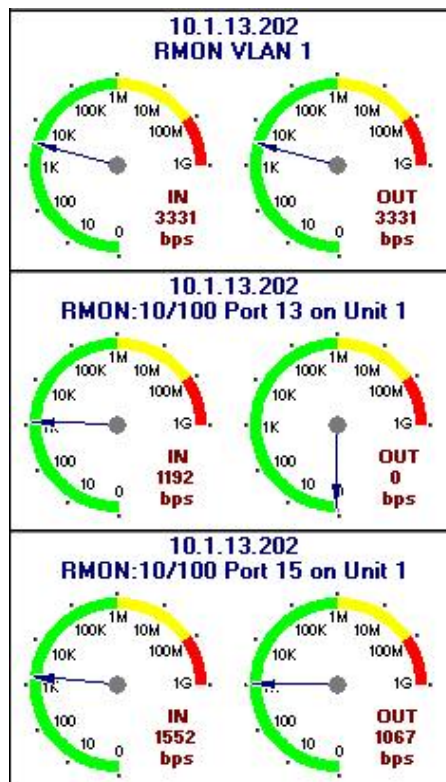 10.1.13.202
RMON VLAN 1
1M 1M
100K 10M 100K 10M
10K 100M 10K 100M
1K 1G 1K 1G
100 IN 100 OUT
10 0 3331 10 0 3331
bps bps
10.1.13.202
RMON:10/100 Port 13 on Unit 1
1M 1M
100K 10M 100K 10M
10K 100M 10K 100M
1K 1G 1K 1G
100 IN 100 OUT
10 0 1192 10 0 0
bps bps
10.1.13.202
RMON:10/100 Port 15 on Unit 1
1M 1M
100K 10M 100K 10M
10K 100M 10K 100M
1K 1G 1G
100 IN 100 OUT
10 0 1552 10 0 1067
bps bps